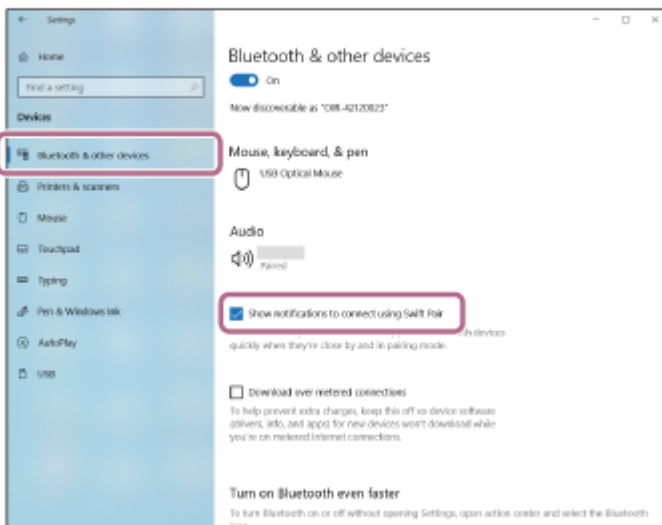 Settings
Home
Find a setting
Devices
Bluetooth & other devices
Printers & scanners
Mouse
Touchpad
Typing
Pen & Windows Ink
AutoPlay
USB
Bluetooth & other devices
On
Now discoverable as
Mouse, keyboard, & pen
USB Optical Mouse
Audio
Paired
Show notifications to connect using Swift Pair
devices
quickly when they're close by and in pairing mode.
Download over metered connections
To help prevent extra charges, keep this off so device software
(drivers, info, and apps) for new devices won't download while
you're on metered Internet connections.
Turn on Bluetooth even faster
To turn Bluetooth on or off without opening Settings, open action center and select the Bluetooth